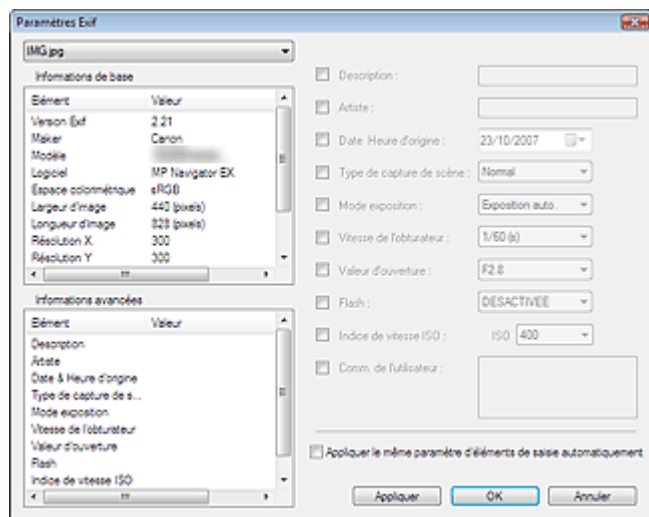 Paramètres Exif
IMG.jpg
Informations de base
Elément Valeur
Version Exif 2.21
Maker Canon
Modèle
Logiciel MP Navigator EX
Espace colorimétrique sRGB
Largeur d'image 440 (pixels)
Longueur d'image 828 (pixels)
Résolution X 300
Résolution Y 300
Informations avancées
Elément Valeur
Description
Artiste
Date & Heure d'origine
Type de capture de s...
Mode exposition
Vitesse de l'obturateur
Valeur d'ouverture
Flash
Indice de vitesse ISO
Description :
Artiste :
Date Heure d'origine : 23/10/2007
Type de capture de scène : Normal
Mode exposition : Exposition auto.
Vitesse de l'obturateur : 1/60 (s)
Valeur d'ouverture : F2.8
Flash : DESACTIVEE
Indice de vitesse ISO : ISO 400
Comm. de l'utilisateur :
Appliquer le même paramètre d'éléments de saisie automatiquement
Appliquer OK Annuler